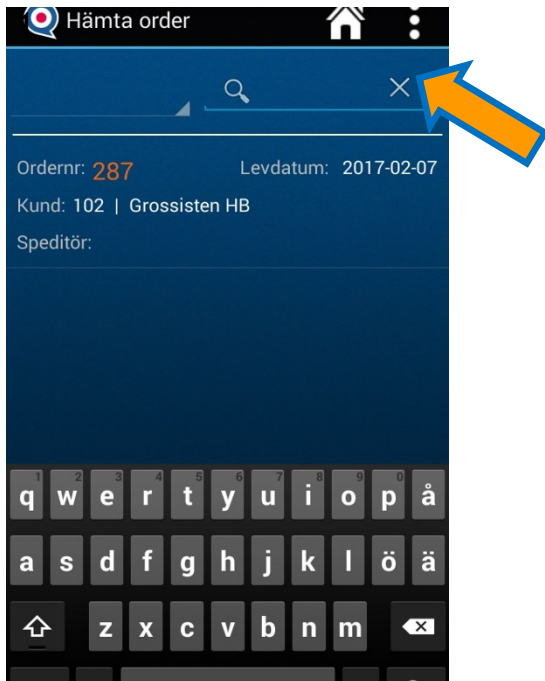 Hämta order
Ordernr: 287 Levdatum: 2017-02-07
Kund: 102 | Grossisten HB
Speditör:
1 2 3 4 5 6 7 8 9 0
q w e r t y u i o p å
a s d f g h j k l ö ä
z x c v b n m